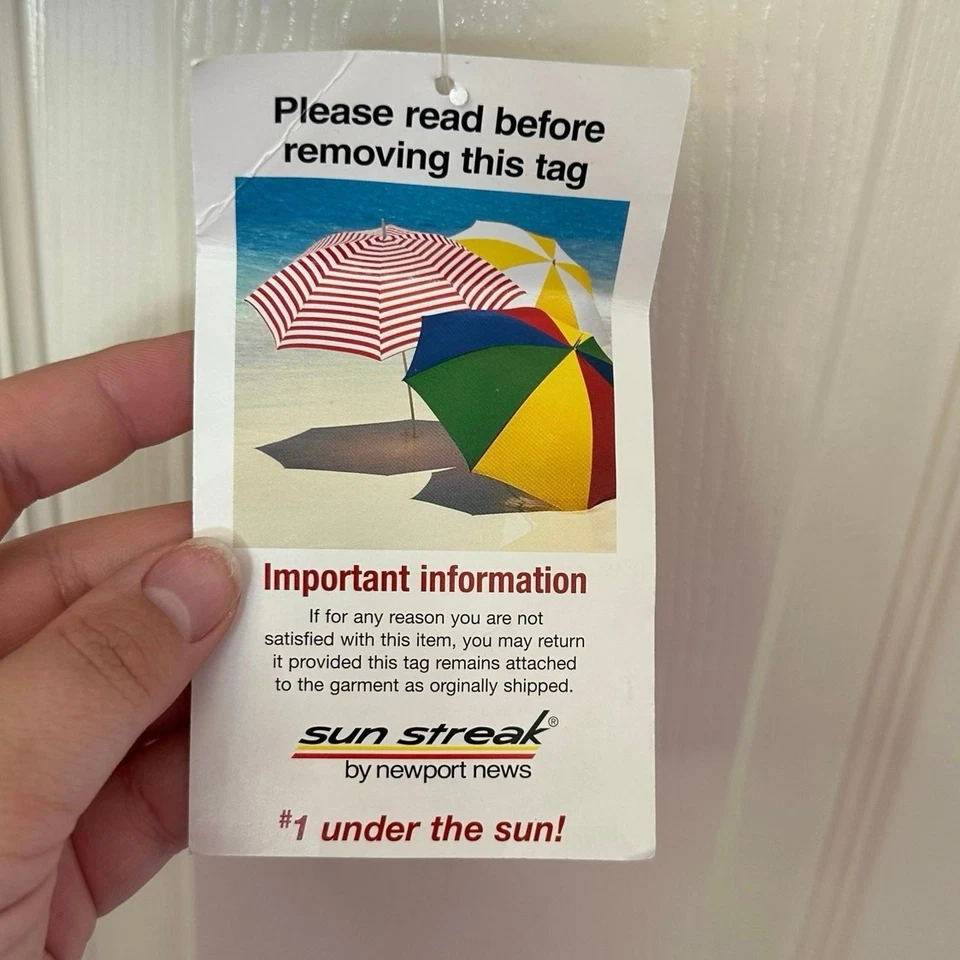 Please read before
removing this tag
Important information
If for any reason you are not
satisfied with this item, you may return
it provided this tag remains attached
to the garment as orginally shipped.
sun streak®
by newport news
#1 under the sun!